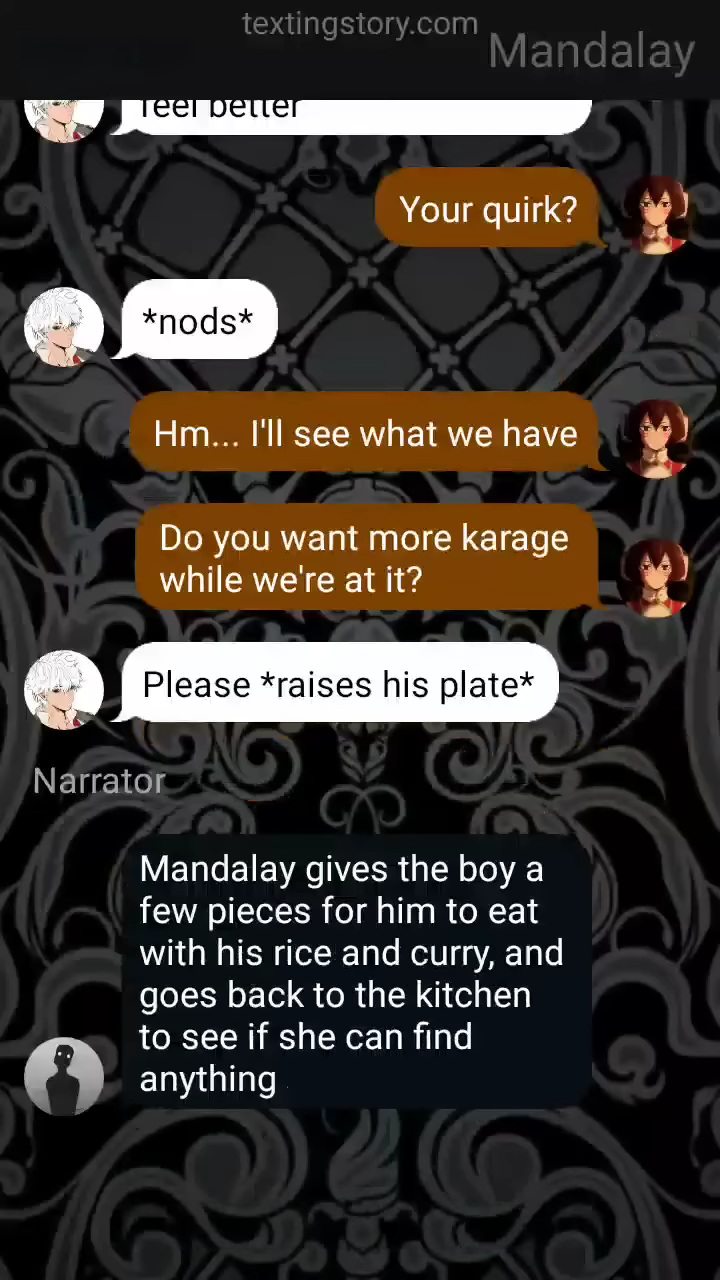 textingstory.com
Mandalay
feel better
Your quirk?
*nods*
Hm... I'll see what we have
Do you want more karage
while we're at it?
Please *raises his plate*
Narrator
Mandalay gives the boy a
few pieces for him to eat
with his rice and curry, and
goes back to the kitchen
to see if she can find
anything